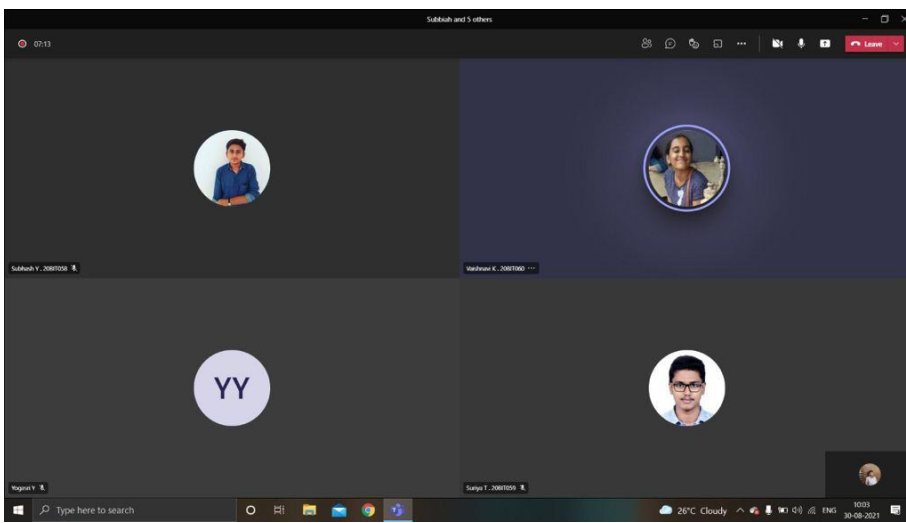 Subbiah and 5 others
07:13
Leave
Subhash Y . 20BIT058
Vaishnavi K . 20BIT060
YY
Yogasri Y
Suriya T . 20BIT059
Type here to search
26°C Cloudy
ENG
10:03
30-08-2021